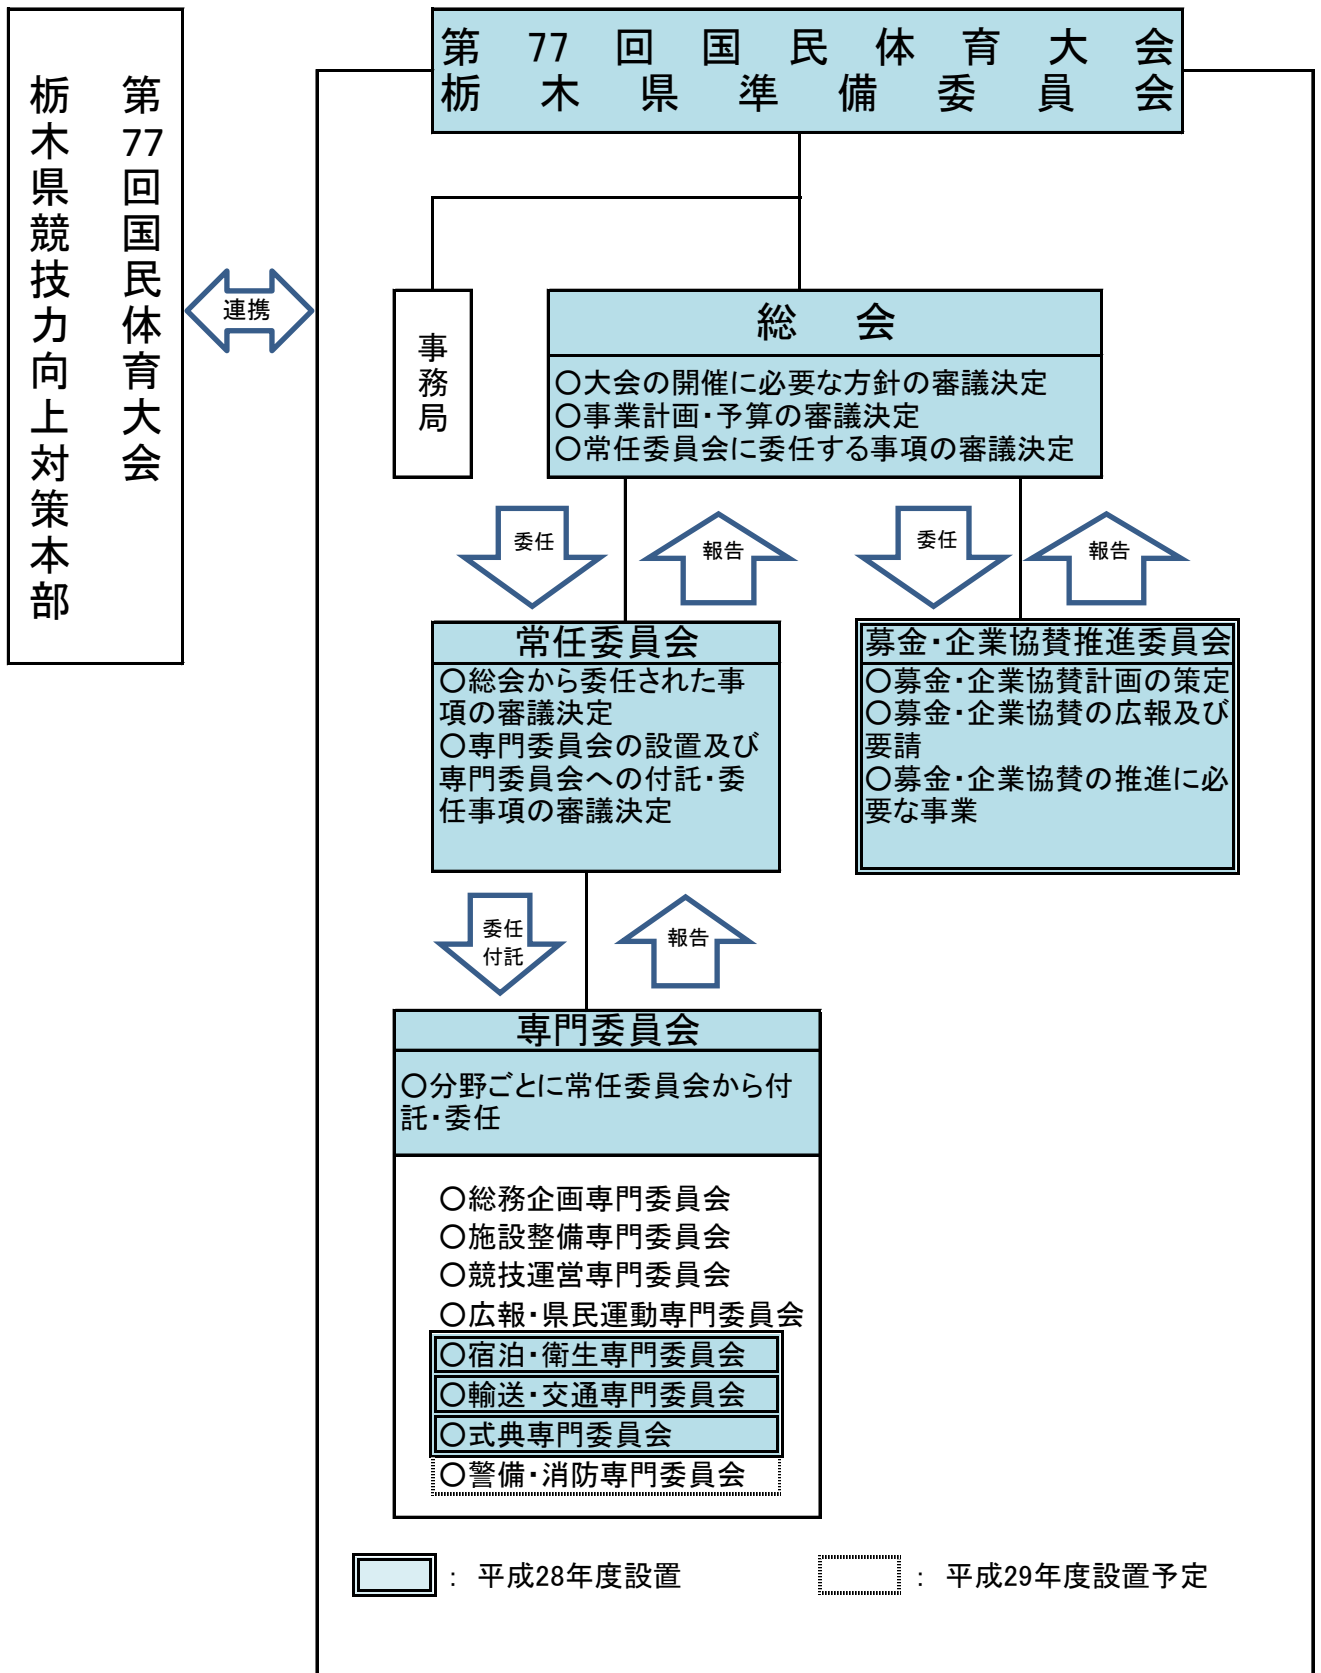 第77回国民体育大会
栃木県準備委員会
第77回国民体育大会
栃木県競技力向上対策本部
連携
事務局
総会
○大会の開催に必要な方針の審議決定
○事業計画・予算の審議決定
○常任委員会に委任する事項の審議決定
委任
報告
委任
報告
常任委員会
○総会から委任された事
項の審議決定
○専門委員会の設置及び
専門委員会への付託・委
任事項の審議決定
募金・企業協賛推進委員会
○募金・企業協賛計画の策定
○募金・企業協賛の広報及び
要請
○募金・企業協賛の推進に必
要な事業
委任
付託
報告
専門委員会
○分野ごとに常任委員会から付
託・委任
○総務企画専門委員会
○施設整備専門委員会
○競技運営専門委員会
○広報・県民運動専門委員会
○宿泊・衛生専門委員会
○輸送・交通専門委員会
○式典専門委員会
○警備・消防専門委員会
： 平成28年度設置
： 平成29年度設置予定